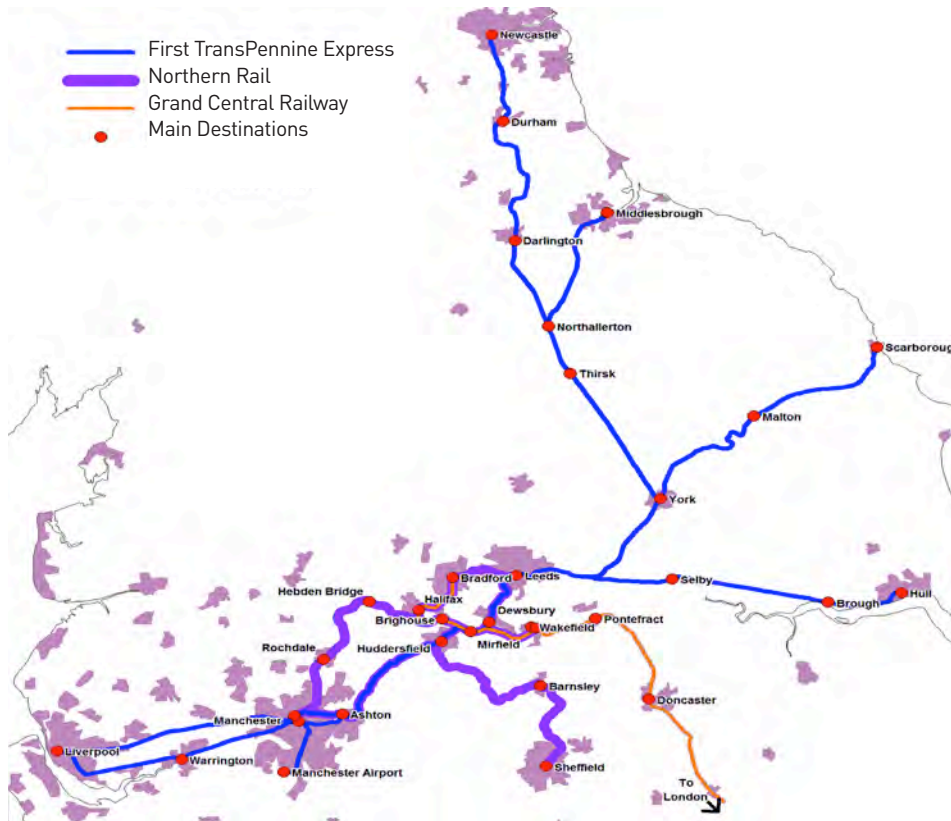 First TransPennine Express
Northern Rail
Grand Central Railway
Main Destinations
Newcastle
Durham
Middlesbrough
Darlington
Northallerton
Scarboroug
Thirsk
Malton
York
Bradford
Leeds
Selby
Hebden Bridge
Halifax
Hull
Brough
Dewsbury
Brighouse
Wakefield
Pontefract
Huddersfield
Mirfield
Rochdale
Barnsley
Doncaster
Manchester
Ashton
Liverpool
Warrington
Manchester Airport
Sheffield
To
London